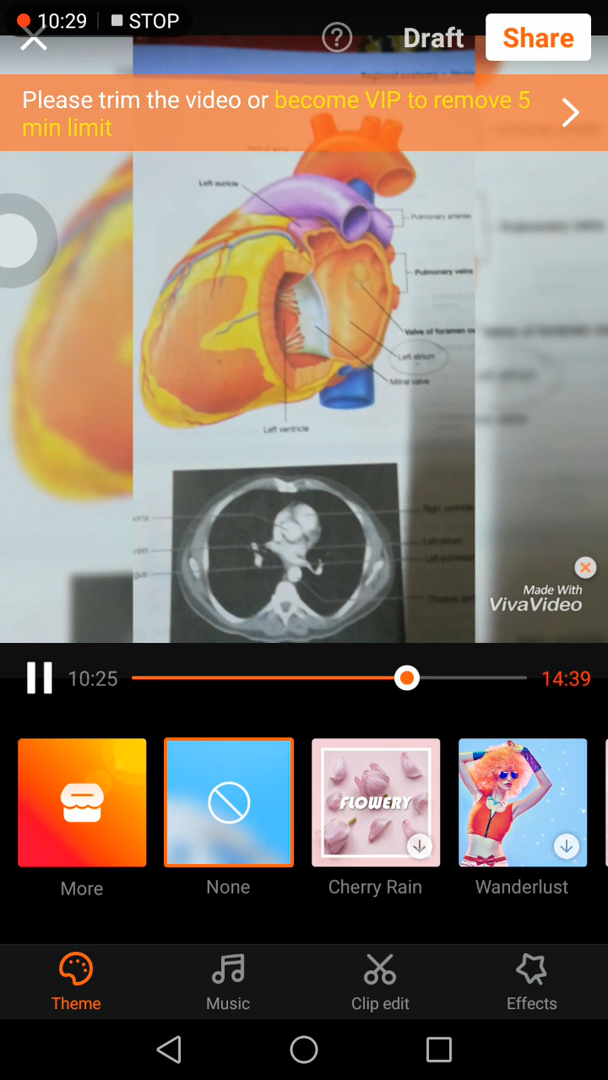 10:29 STOP
Draft
Share
Please trim the video or become VIP to remove 5
min limit
Left auricle
Pulmonary arteries
Pulmonary veins
Valve of foramen
Left atrium
Mitral valve
Left ventricle
Right ventricle
Left atrium
Left pulmonary
Made With
VivaVideo
10:25
14:39
FLOWERY
More
None
Cherry Rain
Wanderlust
Theme
Music
Clip edit
Effects